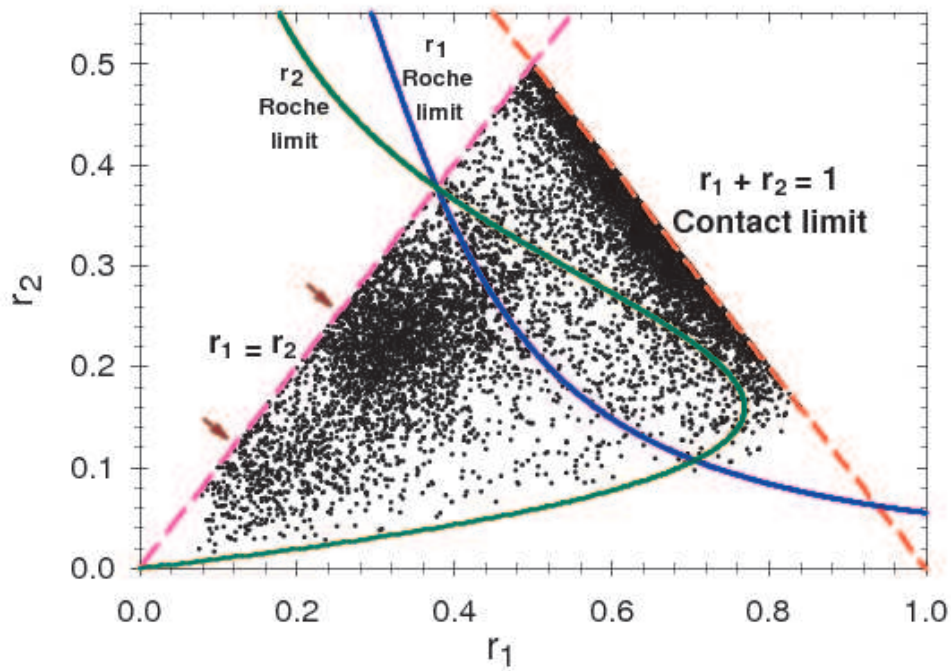 r2
Roche
limit
r1
Roche
limit
r1 + r2 = 1
Contact limit
r1 = r2
r2
0.5
0.4
0.3
0.2
0.1
0.0
0.0 0.2 0.4 0.6 0.8 1.0
r1